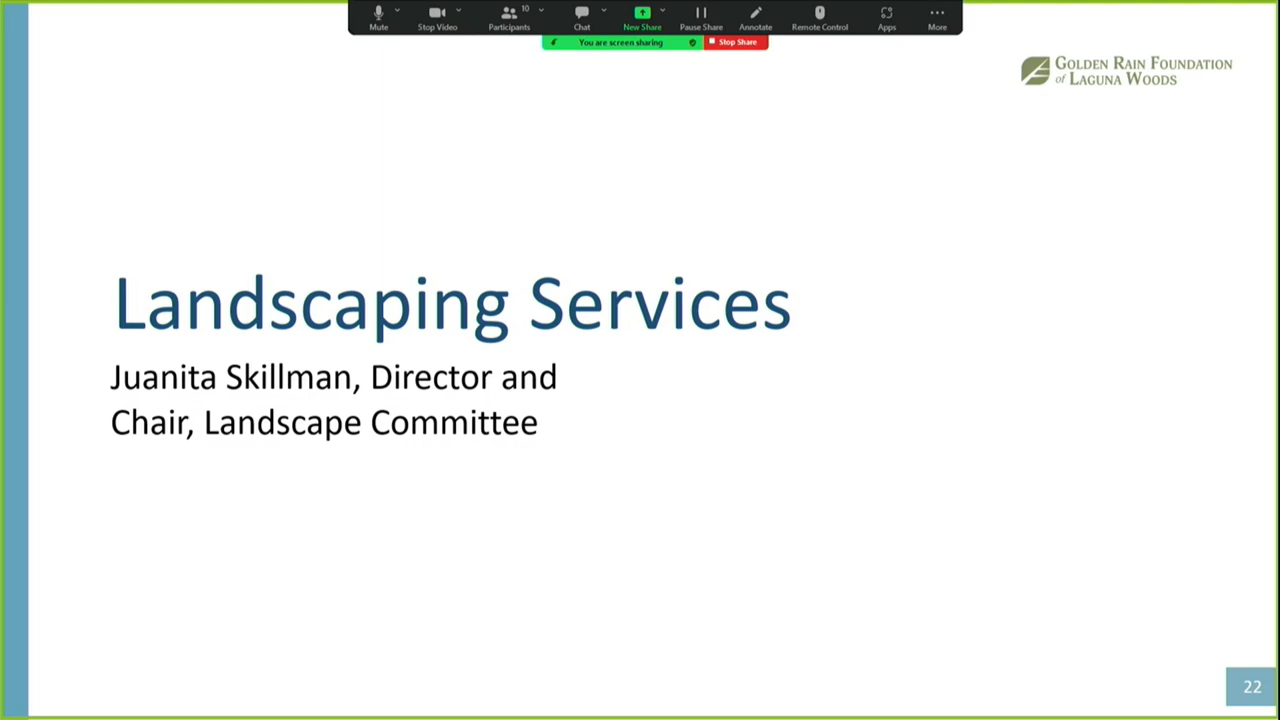 Mute
Stop Video
10
Participants
Chat
New Share
Pause Share
Annotate
Remote Control
Apps
More
You are screen sharing
Stop Share
GOLDEN RAIN FOUNDATION
of LAGUNA WOODS
Landscaping Services
Juanita Skillman, Director and
Chair, Landscape Committee
22